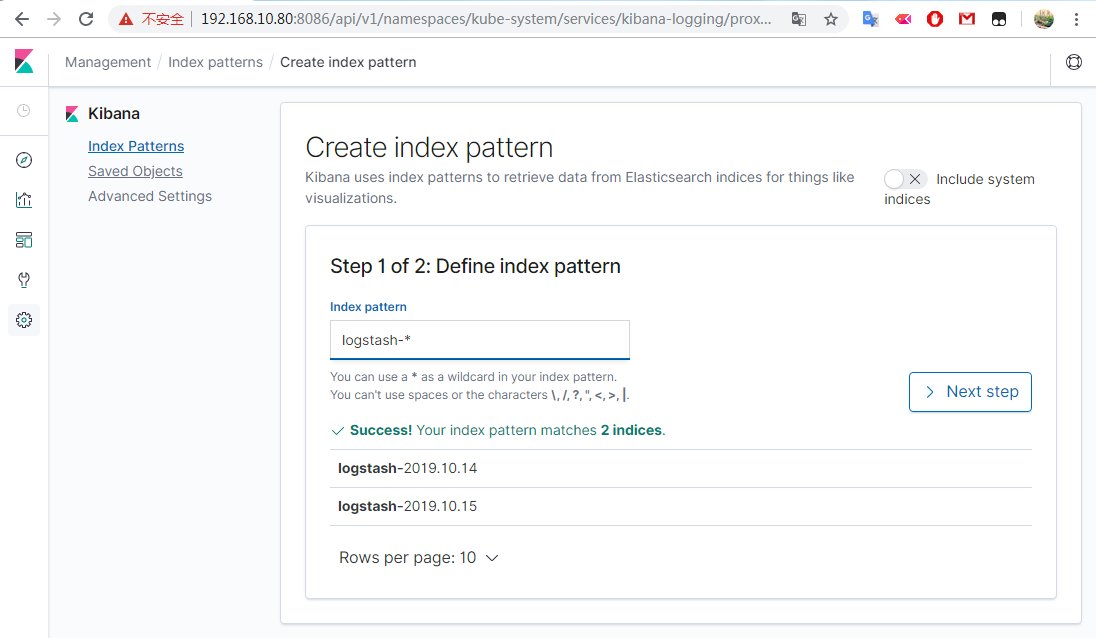 不安全
192.168.10.80:8086/api/v1/namespaces/kube-system/services/kibana-logging/prox...
Management / Index patterns / Create index pattern
Kibana
Index Patterns
Saved Objects
Advanced Settings
Create index pattern
Kibana uses index patterns to retrieve data from Elasticsearch indices for things like
visualizations.
Include system
indices
Step 1 of 2: Define index pattern
Index pattern
logstash-*
You can use a * as a wildcard in your index pattern.
You can't use spaces or the characters \, /, ?, ", <, >, |.
Next step
Success! Your index pattern matches 2 indices.
logstash-2019.10.14
logstash-2019.10.15
Rows per page: 10